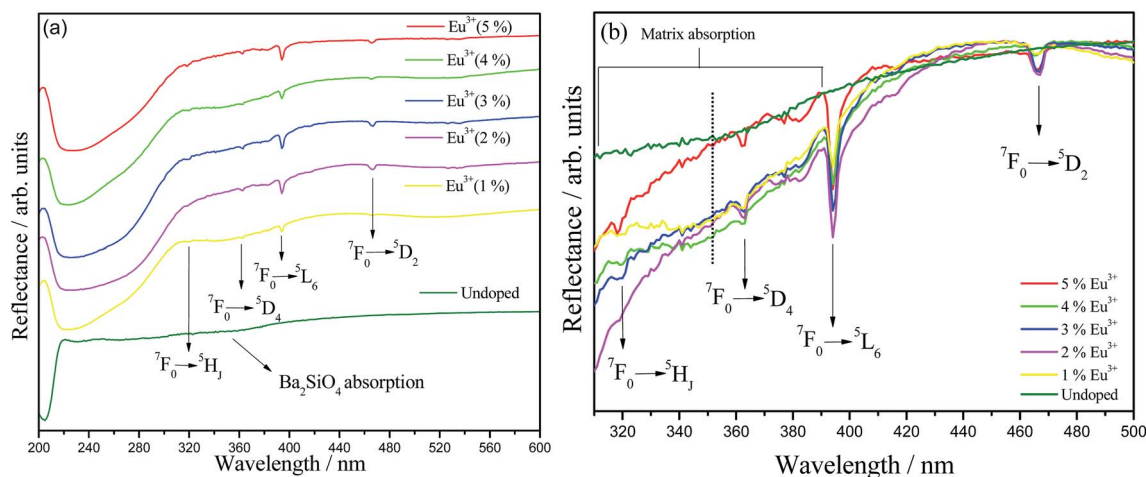 (a)
Eu³⁺(5 %)
Eu³⁺(4 %)
Eu³⁺(3 %)
Eu³⁺(2 %)
Eu³⁺(1 %)
⁷F₀→⁵D₂
⁷F₀→⁵L₆
⁷F₀→⁵D₄
⁷F₀→⁵H_J
Undoped
Ba₂SiO₄ absorption
Reflectance / arb. units
200 240 280 320 360 400 440 480 520 560 600
Wavelength / nm
(b)
Matrix absorption
⁷F₀→⁵D₂
⁷F₀→⁵D₄
⁷F₀→⁵L₆
⁷F₀→⁵H_J
5 % Eu³⁺
4 % Eu³⁺
3 % Eu³⁺
2 % Eu³⁺
1 % Eu³⁺
Undoped
Reflectance / arb. units
320 340 360 380 400 420 440 460 480 500
Wavelength / nm